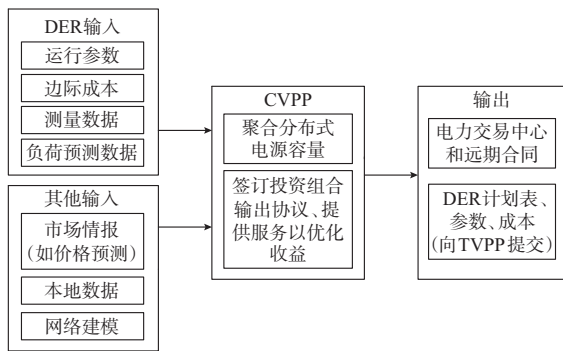 DER输入
运行参数
边际成本
测量数据
负荷预测数据
其他输入
市场情报
(如价格预测)
本地数据
网络建模
CVPP
聚合分布式
电源容量
签订投资组合
输出协议、提
供服务以优化
收益
输出
电力交易中心
和远期合同
DER计划表、
参数、成本
(向TVPP提交)